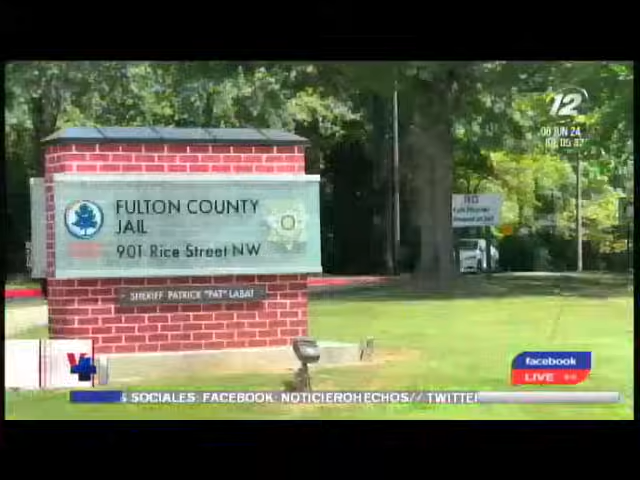 12
06 JUN 24
FULTON COUNTY
JAIL
901 Rice Street NW
SHERIFF PATRICK "PAT" LABAT
NO
V+
facebook
LIVE
S SOCIALES: FACEBOOK: NOTICIEROHECHOS// TWITTE